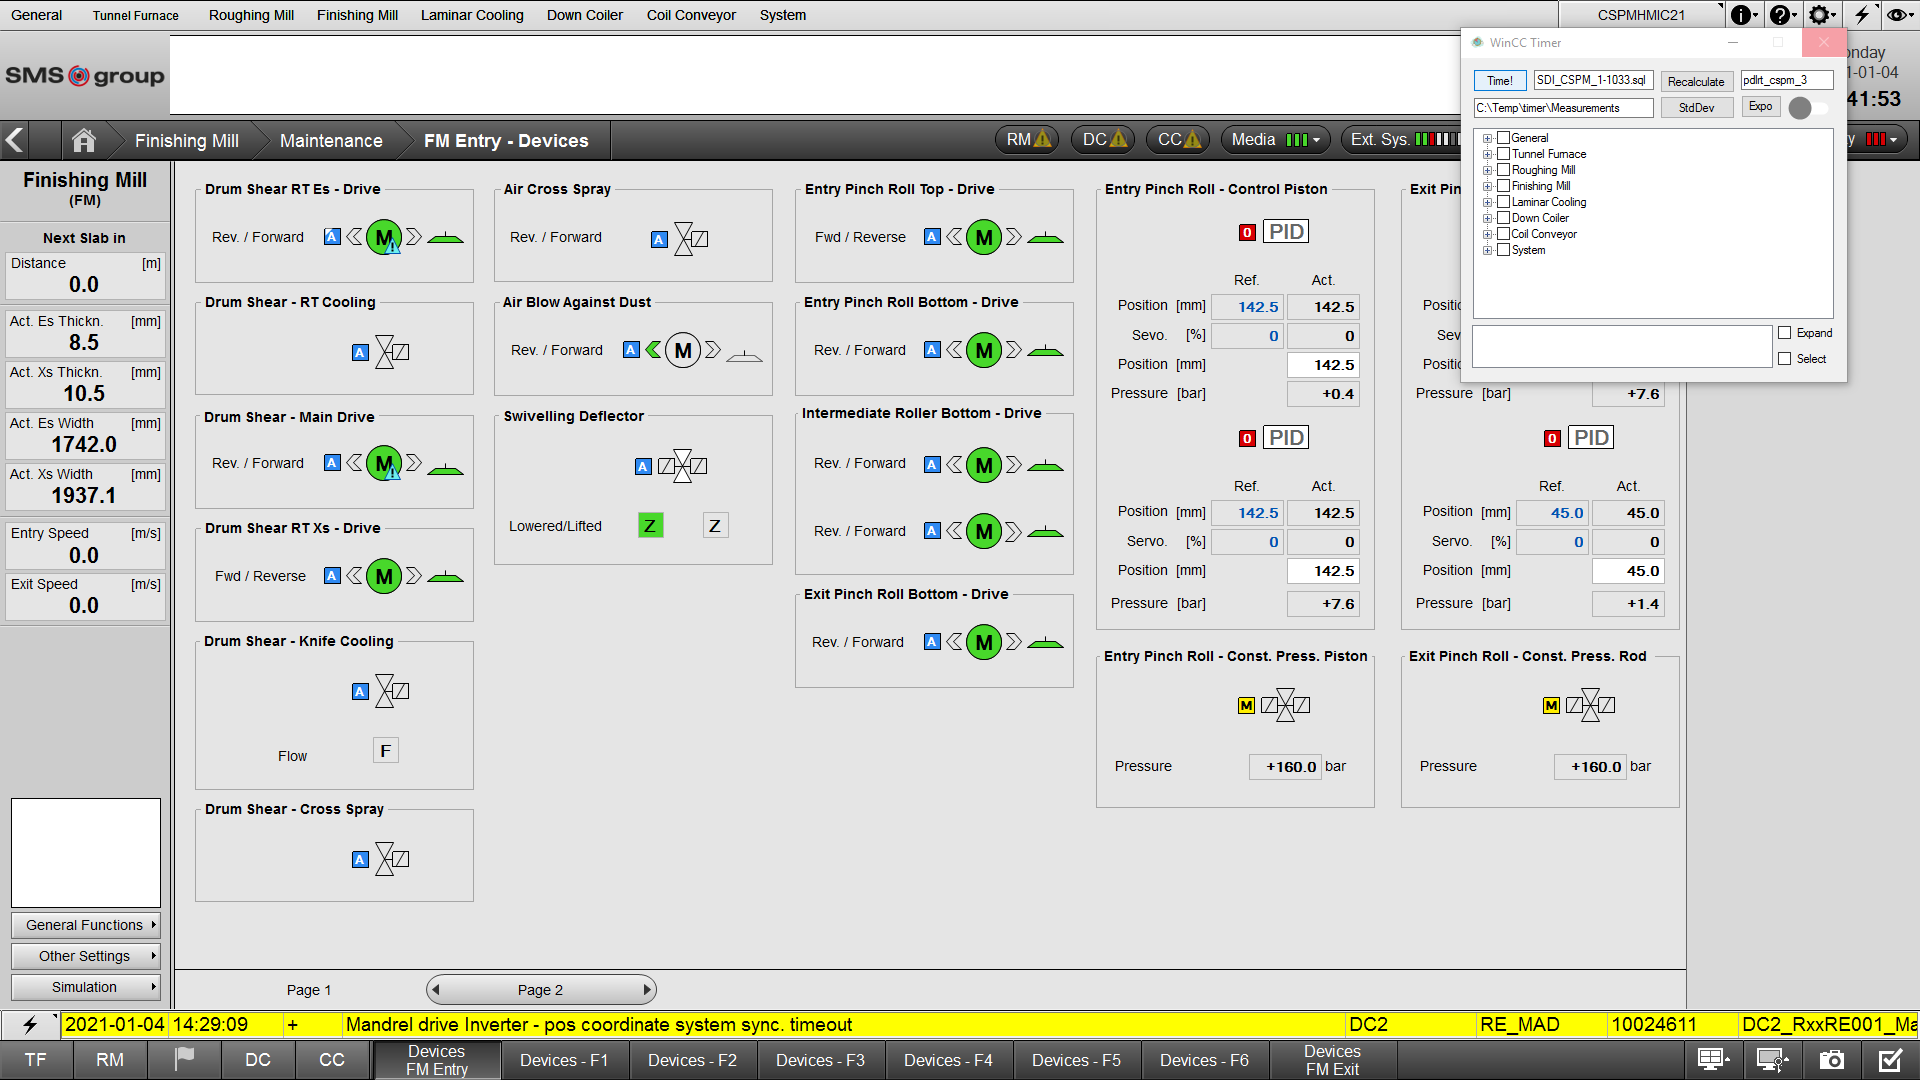 General Tunnel Furnace Roughing Mill Finishing Mill Laminar Cooling Down Coiler Coil Conveyor System CSPMHMIC21
SMS group
WinCC Timer
Time! SDI_CSPM_1-1033.sql Recalculate pdlrt_cspm_3
C:\Temp\timer\Measurements StdDev Expo
onday
1-01-04
41:53
General
Tunnel Furnace
Roughing Mill
Finishing Mill
Laminar Cooling
Down Coiler
Coil Conveyor
System
Expand
Select
Finishing Mill Maintenance FM Entry - Devices RM DC CC Media Ext. Sys. y
Finishing Mill
(FM)
Next Slab in
Distance [m]
0.0
Act. Es Thickn. [mm]
8.5
Act. Xs Thickn. [mm]
10.5
Act. Es Width [mm]
1742.0
Act. Xs Width [mm]
1937.1
Entry Speed [m/s]
0.0
Exit Speed [m/s]
0.0
General Functions
Other Settings
Simulation
Drum Shear RT Es - Drive
Rev. / Forward A M
Drum Shear - RT Cooling
A
Drum Shear - Main Drive
Rev. / Forward A M
Drum Shear RT Xs - Drive
Fwd / Reverse A M
Drum Shear - Knife Cooling
A
Flow F
Drum Shear - Cross Spray
A
Air Cross Spray
Rev. / Forward A
Air Blow Against Dust
Rev. / Forward A M
Swivelling Deflector
A
Lowered/Lifted Z Z
Entry Pinch Roll Top - Drive
Fwd / Reverse A M
Entry Pinch Roll Bottom - Drive
Rev. / Forward A M
Intermediate Roller Bottom - Drive
Rev. / Forward A M
Rev. / Forward A M
Exit Pinch Roll Bottom - Drive
Rev. / Forward A M
Entry Pinch Roll - Control Piston
0 PID
Ref. Act.
Position [mm] 142.5 142.5
Sevo. [%] 0 0
Position [mm] 142.5
Pressure [bar] +0.4
0 PID
Ref. Act.
Position [mm] 142.5 142.5
Servo. [%] 0 0
Position [mm] 142.5
Pressure [bar] +7.6
Entry Pinch Roll - Const. Press. Piston
M
Pressure +160.0 bar
Exit Pin
Positio
Sev
Positio
Pressure [bar] +7.6
0 PID
Ref. Act.
Position [mm] 45.0 45.0
Servo. [%] 0 0
Position [mm] 45.0
Pressure [bar] +1.4
Exit Pinch Roll - Const. Press. Rod
M
Pressure +160.0 bar
Page 1 Page 2
2021-01-04 14:29:09 + Mandrel drive Inverter - pos coordinate system sync. timeout DC2 RE_MAD 10024611 DC2_RxxRE001_Ma
TF RM DC CC Devices FM Entry Devices - F1 Devices - F2 Devices - F3 Devices - F4 Devices - F5 Devices - F6 Devices FM Exit